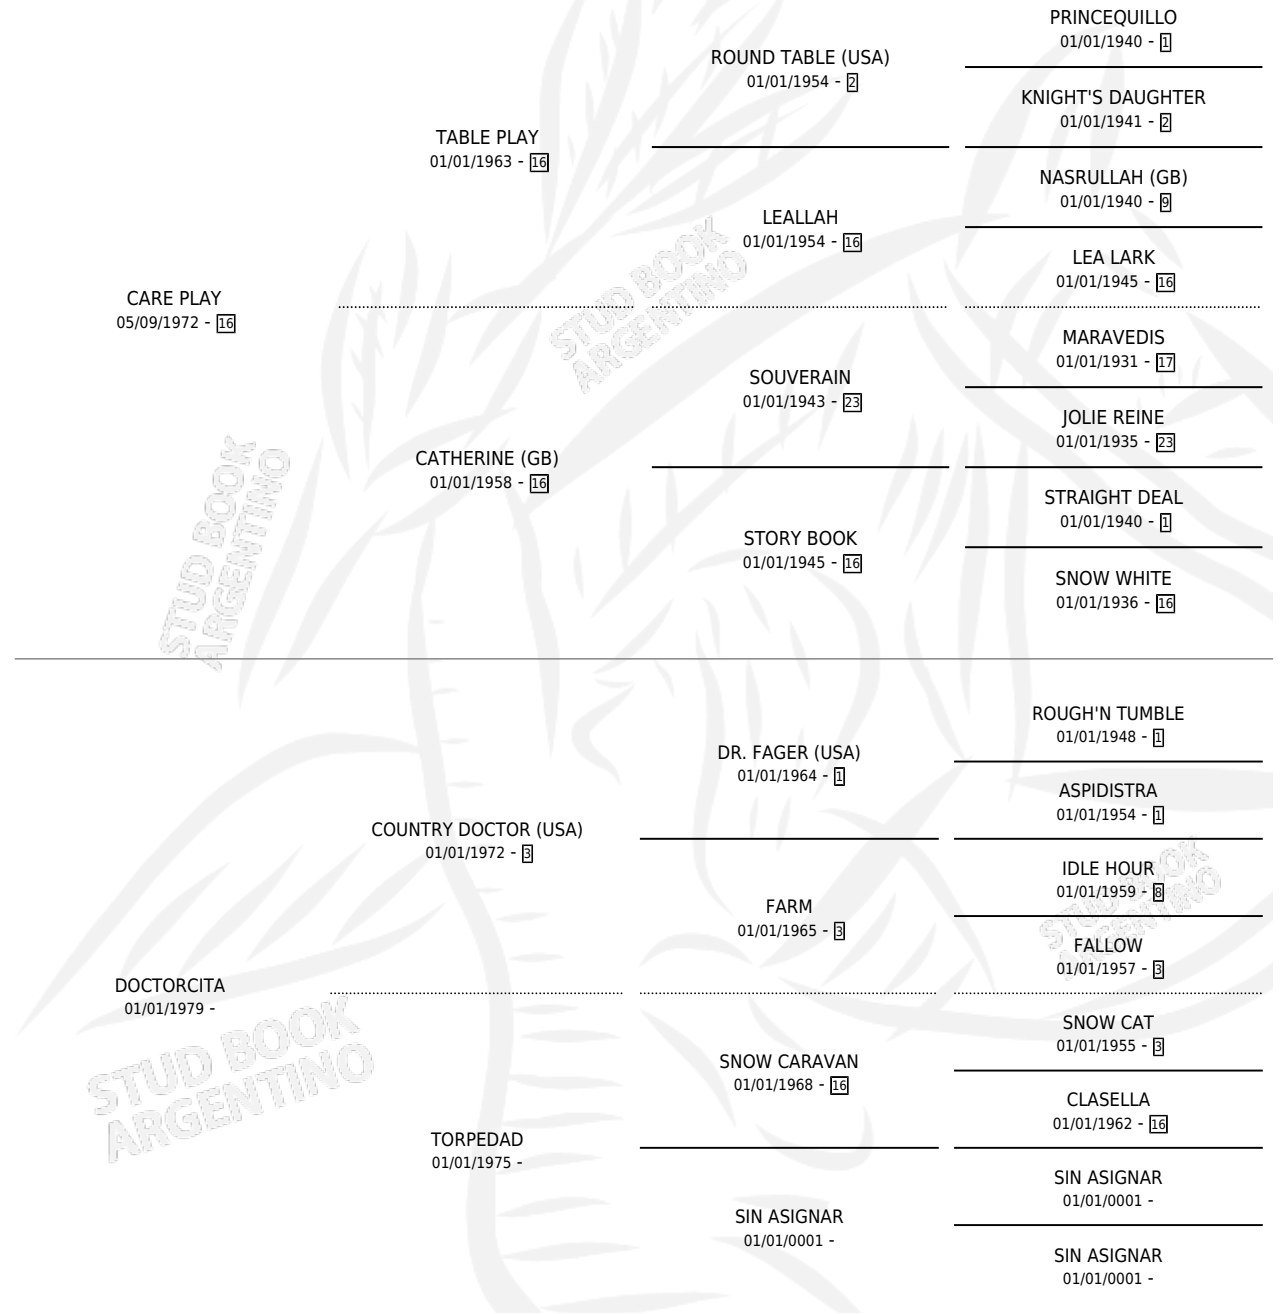 PRINCEQUILLO
01/01/1940 - 1
ROUND TABLE (USA)
01/01/1954 - 2
KNIGHT'S DAUGHTER
01/01/1941 - 2
TABLE PLAY
01/01/1963 - 16
NASRULLAH (GB)
01/01/1940 - 9
LEALLAH
01/01/1954 - 16
LEA LARK
01/01/1945 - 16
CARE PLAY
05/09/1972 - 16
MARAVEDIS
01/01/1931 - 17
SOUVERAIN
01/01/1943 - 23
JOLIE REINE
01/01/1935 - 23
CATHERINE (GB)
01/01/1958 - 16
STRAIGHT DEAL
01/01/1940 - 1
STORY BOOK
01/01/1945 - 16
SNOW WHITE
01/01/1936 - 16
STUD BOOK
ARGENTINO
STUD BOOK
ARGENTINO
ROUGH'N TUMBLE
01/01/1948 - 1
DR. FAGER (USA)
01/01/1964 - 1
ASPIDISTRA
01/01/1954 - 1
COUNTRY DOCTOR (USA)
01/01/1972 - 3
IDLE HOUR
01/01/1959 - 8
FARM
01/01/1965 - 3
FALLOW
01/01/1957 - 3
DOCTORCITA
01/01/1979 -
SNOW CAT
01/01/1955 - 3
SNOW CARAVAN
01/01/1968 - 16
CLASELLA
01/01/1962 - 16
TORPEDAD
01/01/1975 -
SIN ASIGNAR
01/01/0001 -
SIN ASIGNAR
01/01/0001 -
SIN ASIGNAR
01/01/0001 -
STUD BOOK
ARGENTINO
STUD BOOK
ARGENTINO